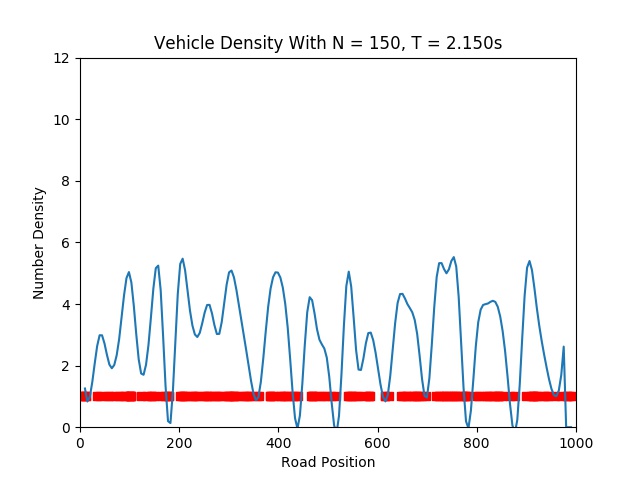 Vehicle Density With N = 150, T = 2.150s
12
10
8
6
4
2
0
Number Density
0 200 400 600 800 1000
Road Position